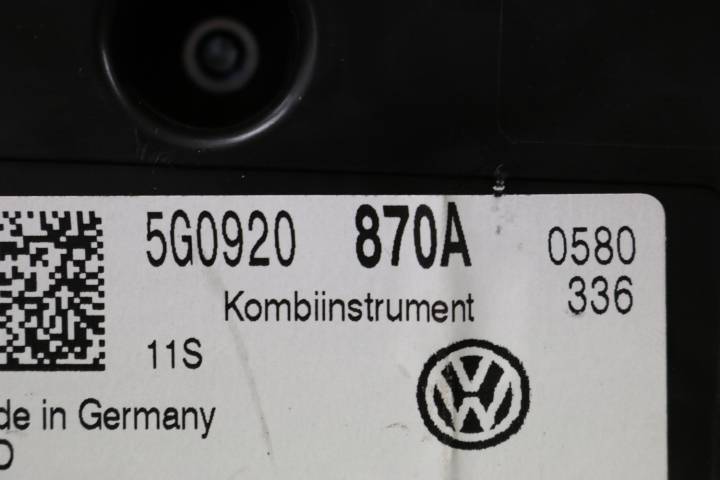 5G0920 870A 0580
Kombiinstrument 336
11S
de in Germany